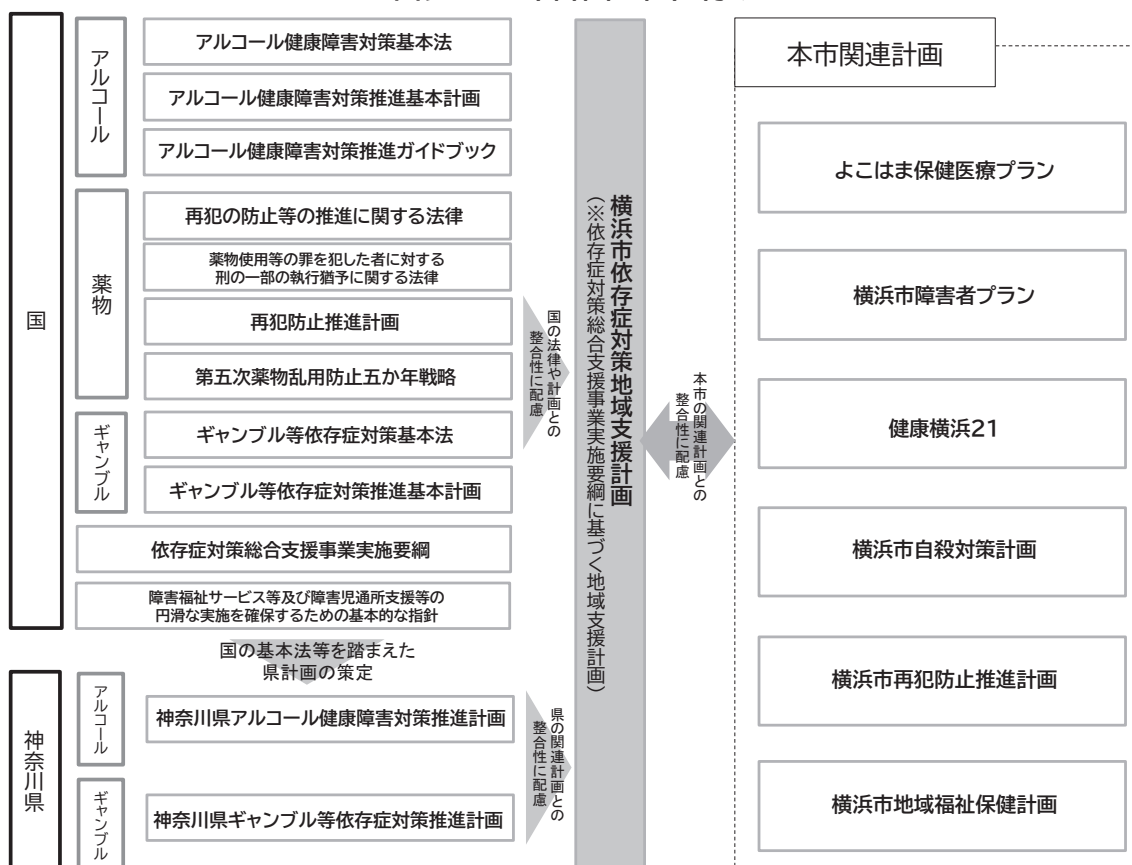 国
アルコール
アルコール健康障害対策基本法
アルコール健康障害対策推進基本計画
アルコール健康障害対策推進ガイドブック
薬物
再犯の防止等の推進に関する法律
薬物使用等の罪を犯した者に対する
刑の一部の執行猶予に関する法律
再犯防止推進計画
第五次薬物乱用防止五か年戦略
ギャンブル
ギャンブル等依存症対策基本法
ギャンブル等依存症対策推進基本計画
依存症対策総合支援事業実施要綱
障害福祉サービス等及び障害児通所支援等の
円滑な実施を確保するための基本的な指針
国の基本法等を踏まえた
県計画の策定
神奈川県
アルコール
神奈川県アルコール健康障害対策推進計画
ギャンブル
神奈川県ギャンブル等依存症対策推進計画
国の法律や計画との
整合性に配慮
県の関連計画との
整合性に配慮
横浜市依存症対策地域支援計画
（※依存症対策総合支援事業実施要綱に基づく地域支援計画）
本市の関連計画との
整合性に配慮
本市関連計画
よこはま保健医療プラン
横浜市障害者プラン
健康横浜21
横浜市自殺対策計画
横浜市再犯防止推進計画
横浜市地域福祉保健計画